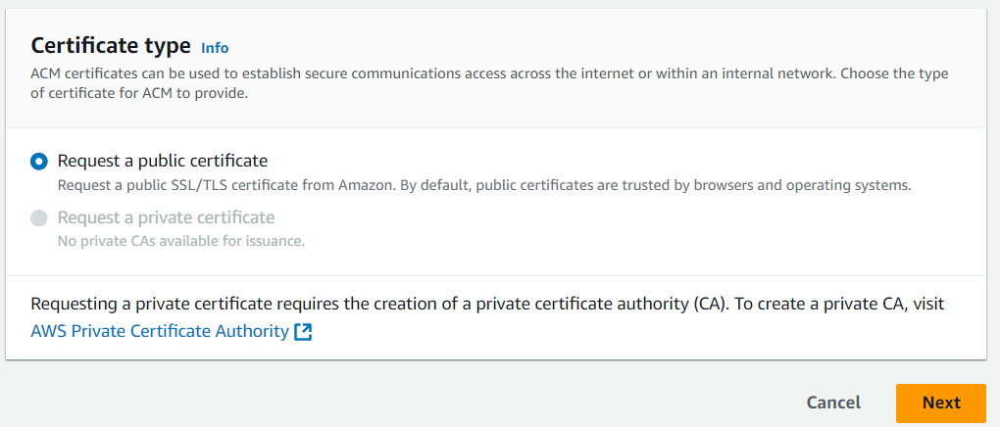 Certificate type Info
ACM certificates can be used to establish secure communications access across the internet or within an internal network. Choose the type
of certificate for ACM to provide.
Request a public certificate
Request a public SSL/TLS certificate from Amazon. By default, public certificates are trusted by browsers and operating systems.
Request a private certificate
No private CAs available for issuance.
Requesting a private certificate requires the creation of a private certificate authority (CA). To create a private CA, visit
AWS Private Certificate Authority
Cancel Next